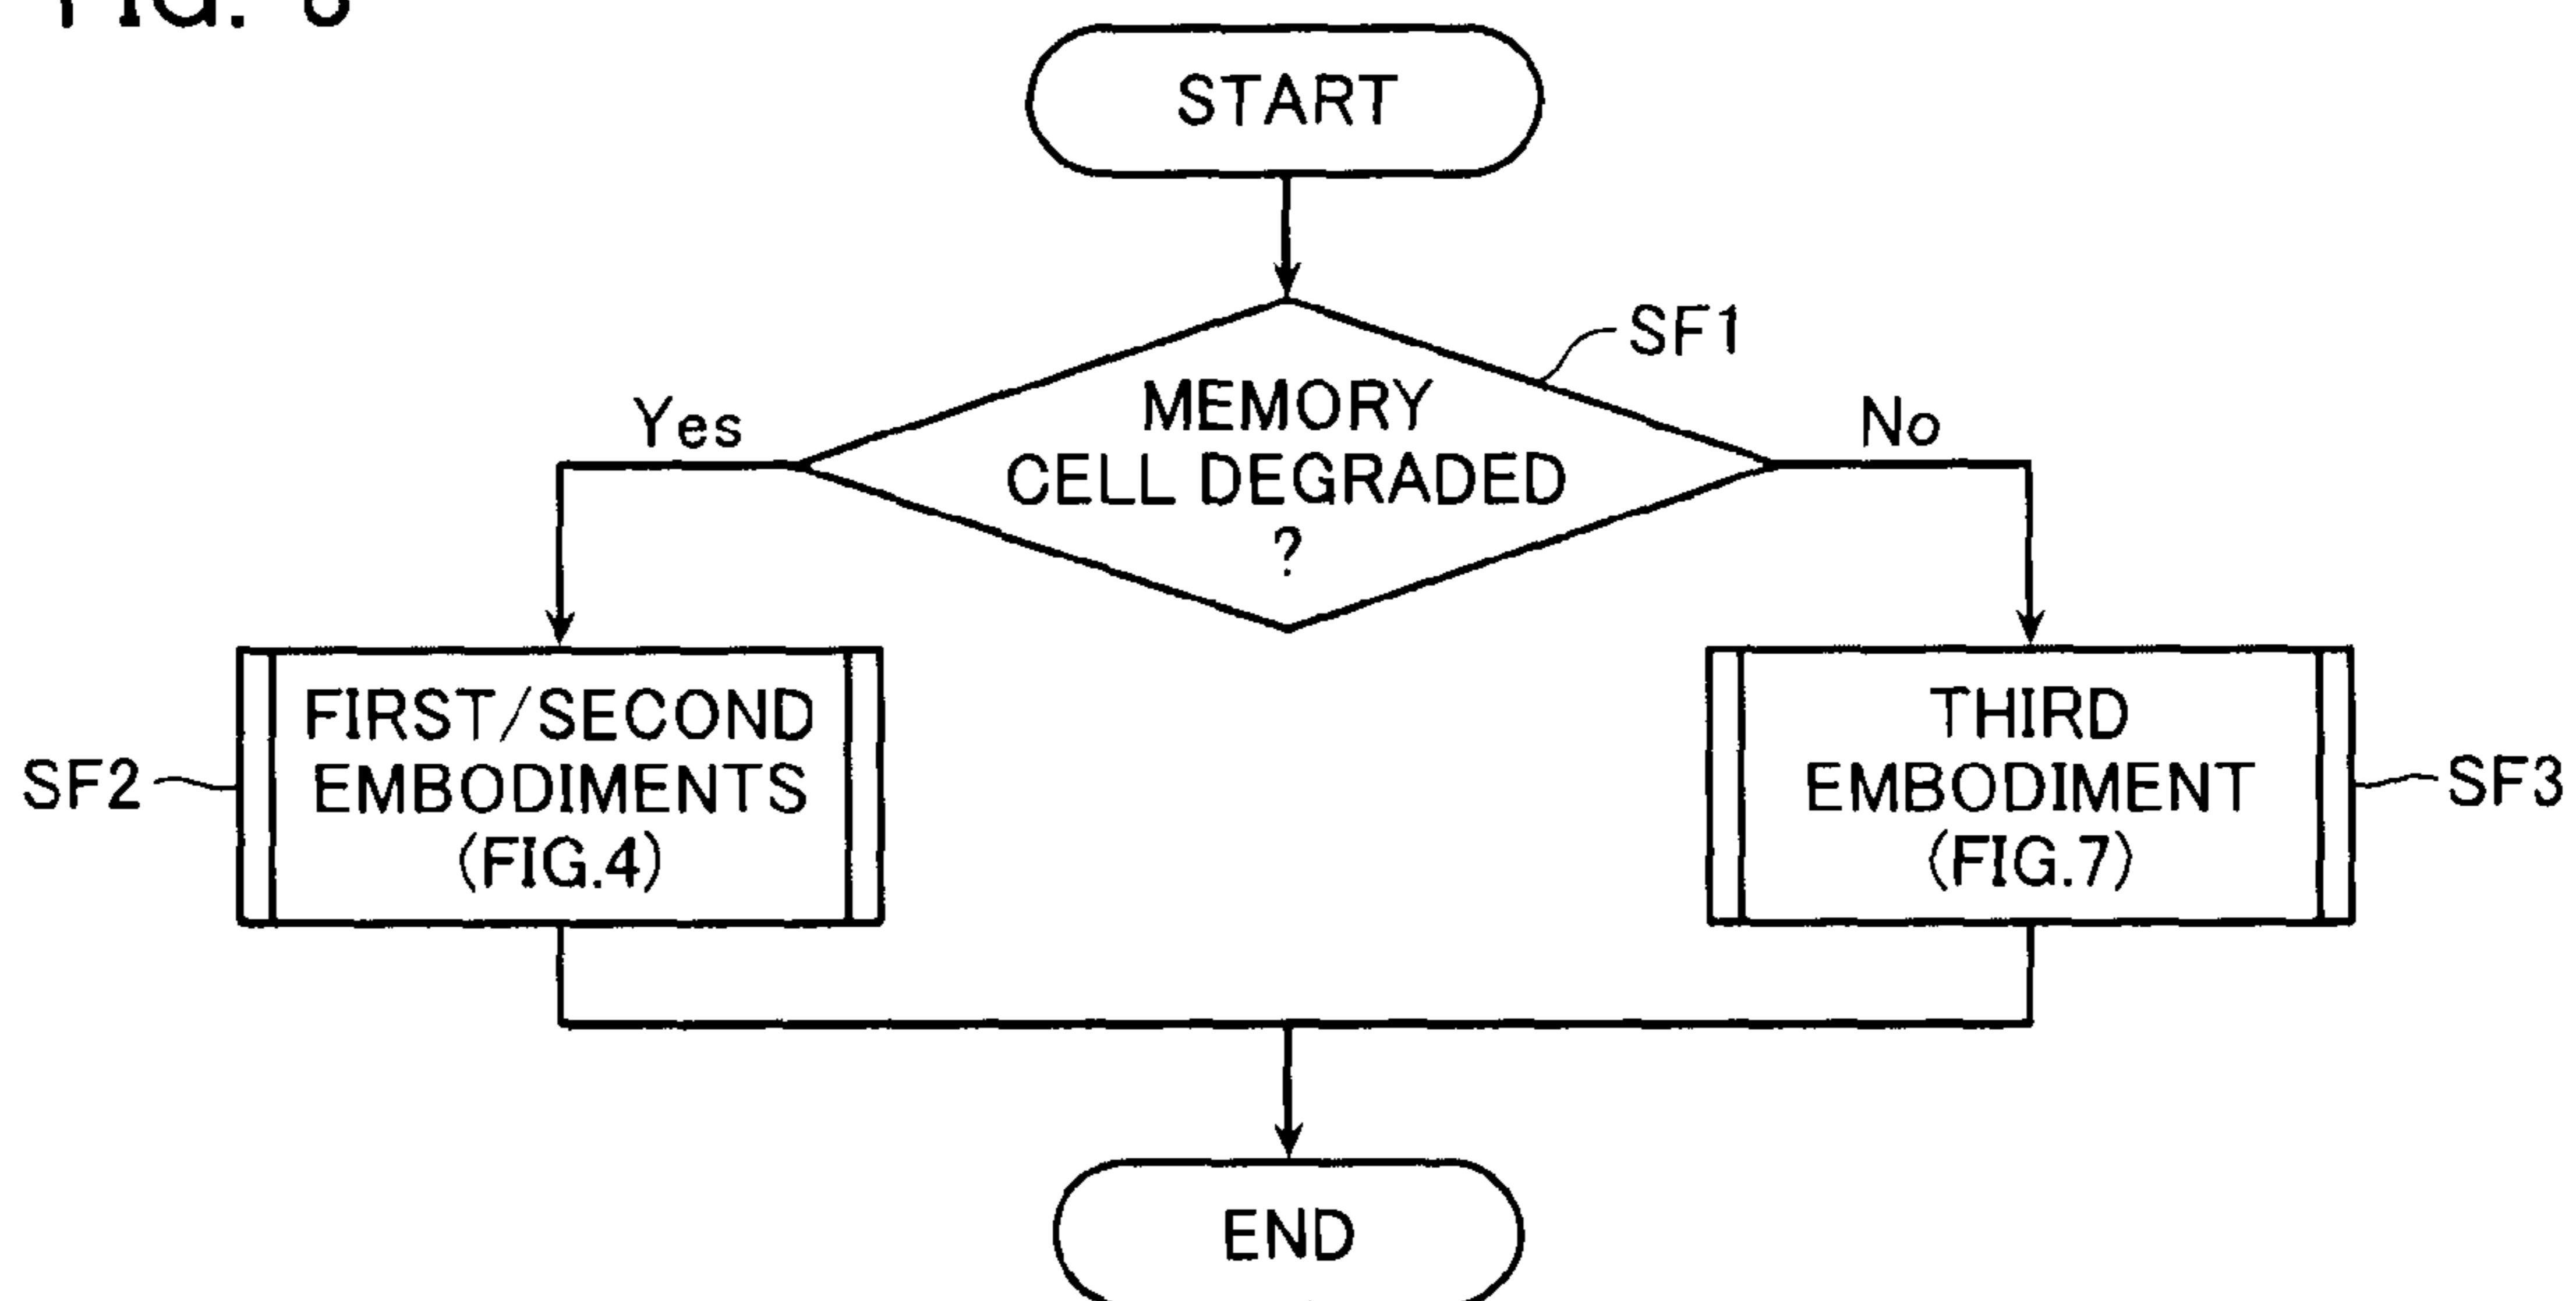 FIG.
START
SF1
MEMORY
CELL DEGRADED
?
Yes
No
FIRST/SECOND
EMBODIMENTS
(FIG.4)
SF2
THIRD
EMBODIMENT
(FIG.7)
SF3
END